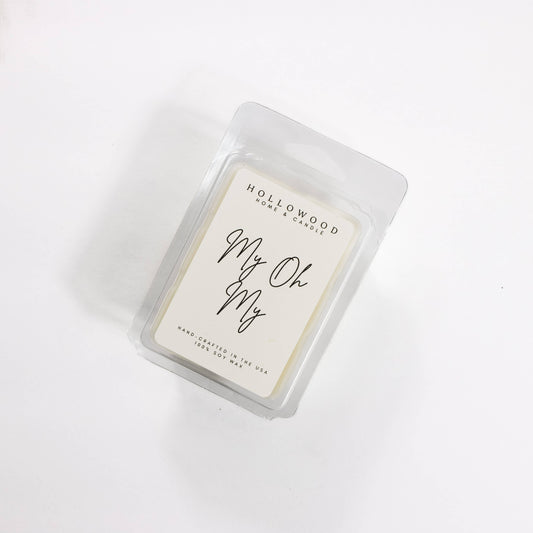 HOLLOWOOD
HOME & CANDLE
My Oh
My
HAND-CRAFTED IN THE USA
100% SOY WAX